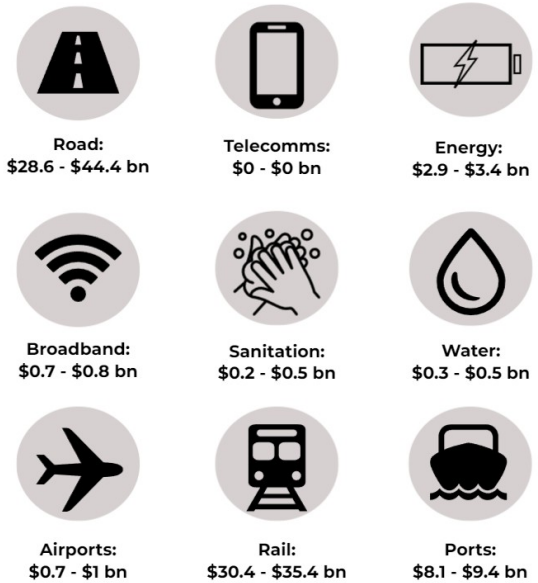 Road:
$28.6 - $44.4 bn
Telecomms:
$0 - $0 bn
Energy:
$2.9 - $3.4 bn
Broadband:
$0.7 - $0.8 bn
Sanitation:
$0.2 - $0.5 bn
Water:
$0.3 - $0.5 bn
Airports:
$0.7 - $1 bn
Rail:
$30.4 - $35.4 bn
Ports:
$8.1 - $9.4 bn